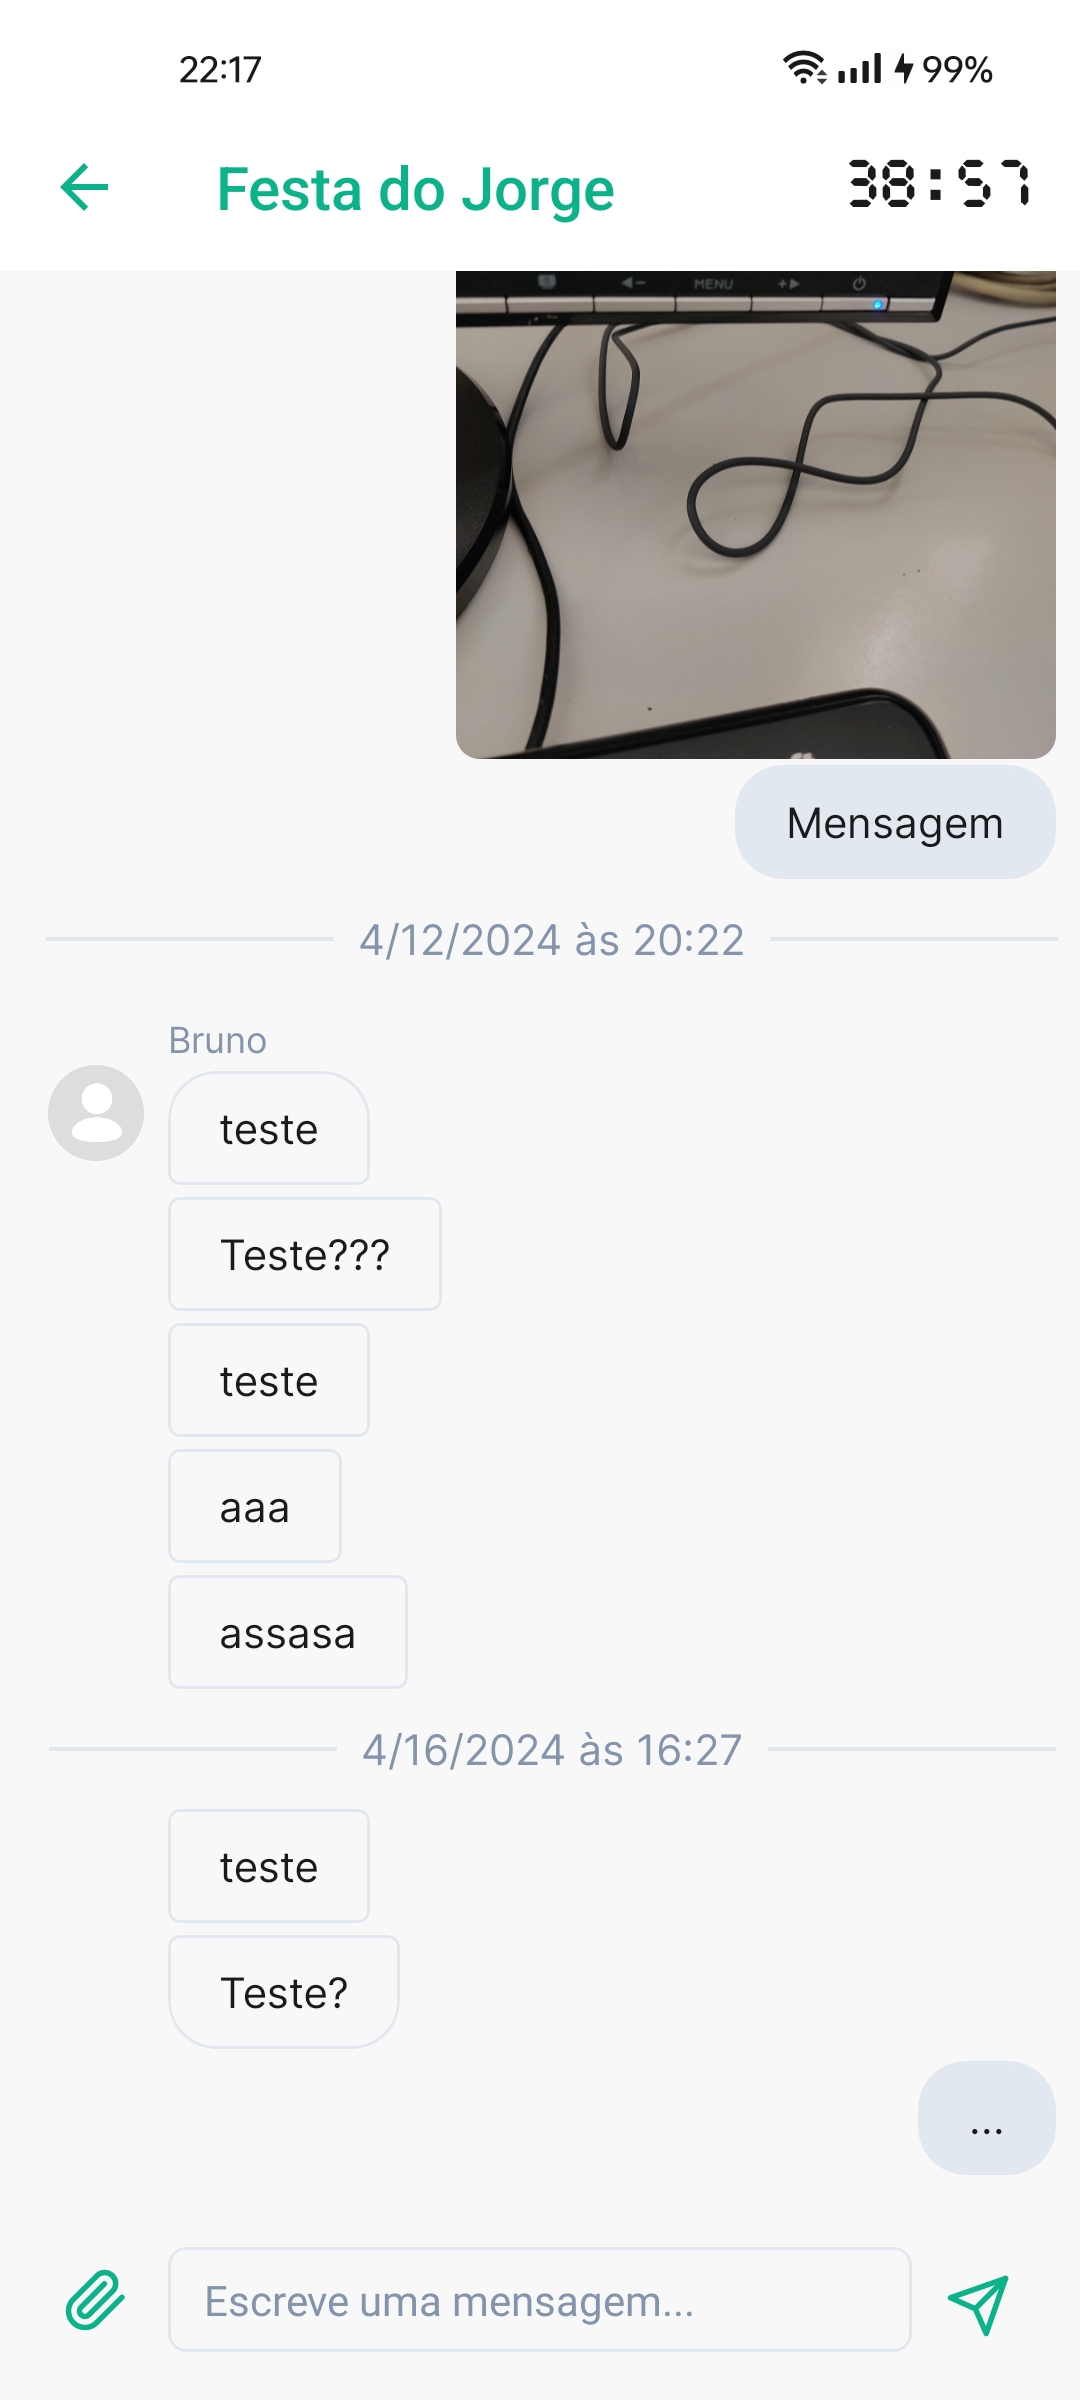 22:17
99%
Festa do Jorge
38:57
MENU
Mensagem
4/12/2024 às 20:22
Bruno
teste
Teste???
teste
aaa
assasa
4/16/2024 às 16:27
teste
Teste?
...
Escreve uma mensagem...